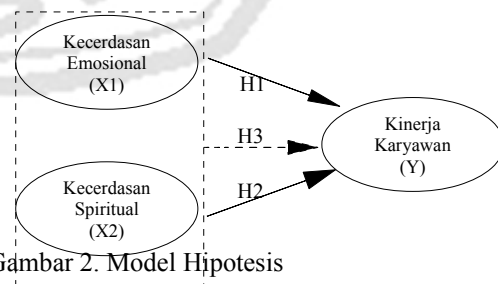 Kecerdasan
Emosional
(X1)
H1
H3
Kinerja
Karyawan
(Y)
H2
Kecerdasan
Spiritual
(X2)
Gambar 2. Model Hipotesis